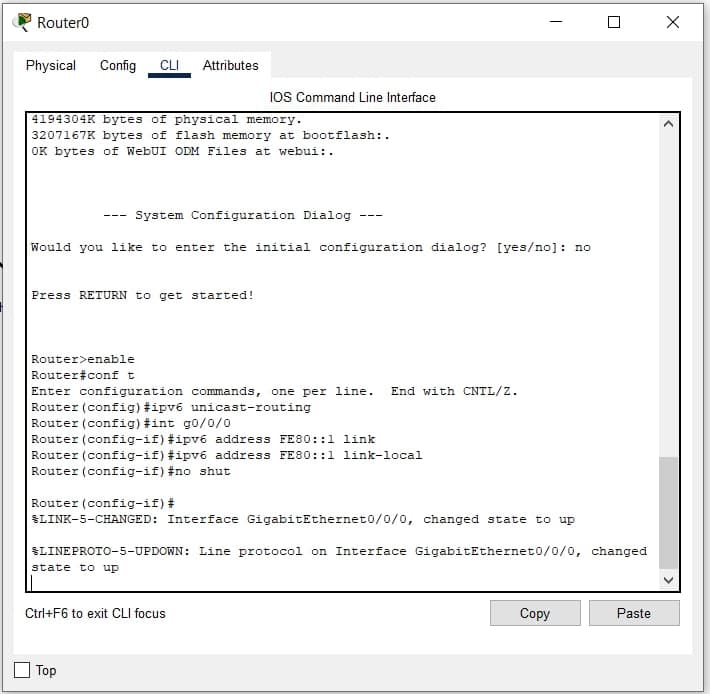 Router0
Physical Config CLI Attributes
IOS Command Line Interface
4194304K bytes of physical memory.
3207167K bytes of flash memory at bootflash:.
0K bytes of WebUI ODM Files at webui:.
--- System Configuration Dialog ---
Would you like to enter the initial configuration dialog? [yes/no]: no
Press RETURN to get started!
Router>enable
Router#conf t
Enter configuration commands, one per line.  End with CNTL/Z.
Router(config)#ipv6 unicast-routing
Router(config)#int g0/0/0
Router(config-if)#ipv6 address FE80::1 link
Router(config-if)#ipv6 address FE80::1 link-local
Router(config-if)#no shut
Router(config-if)#
%LINK-5-CHANGED: Interface GigabitEthernet0/0/0, changed state to up
%LINEPROTO-5-UPDOWN: Line protocol on Interface GigabitEthernet0/0/0, changed
state to up
Ctrl+F6 to exit CLI focus
Copy Paste
Top